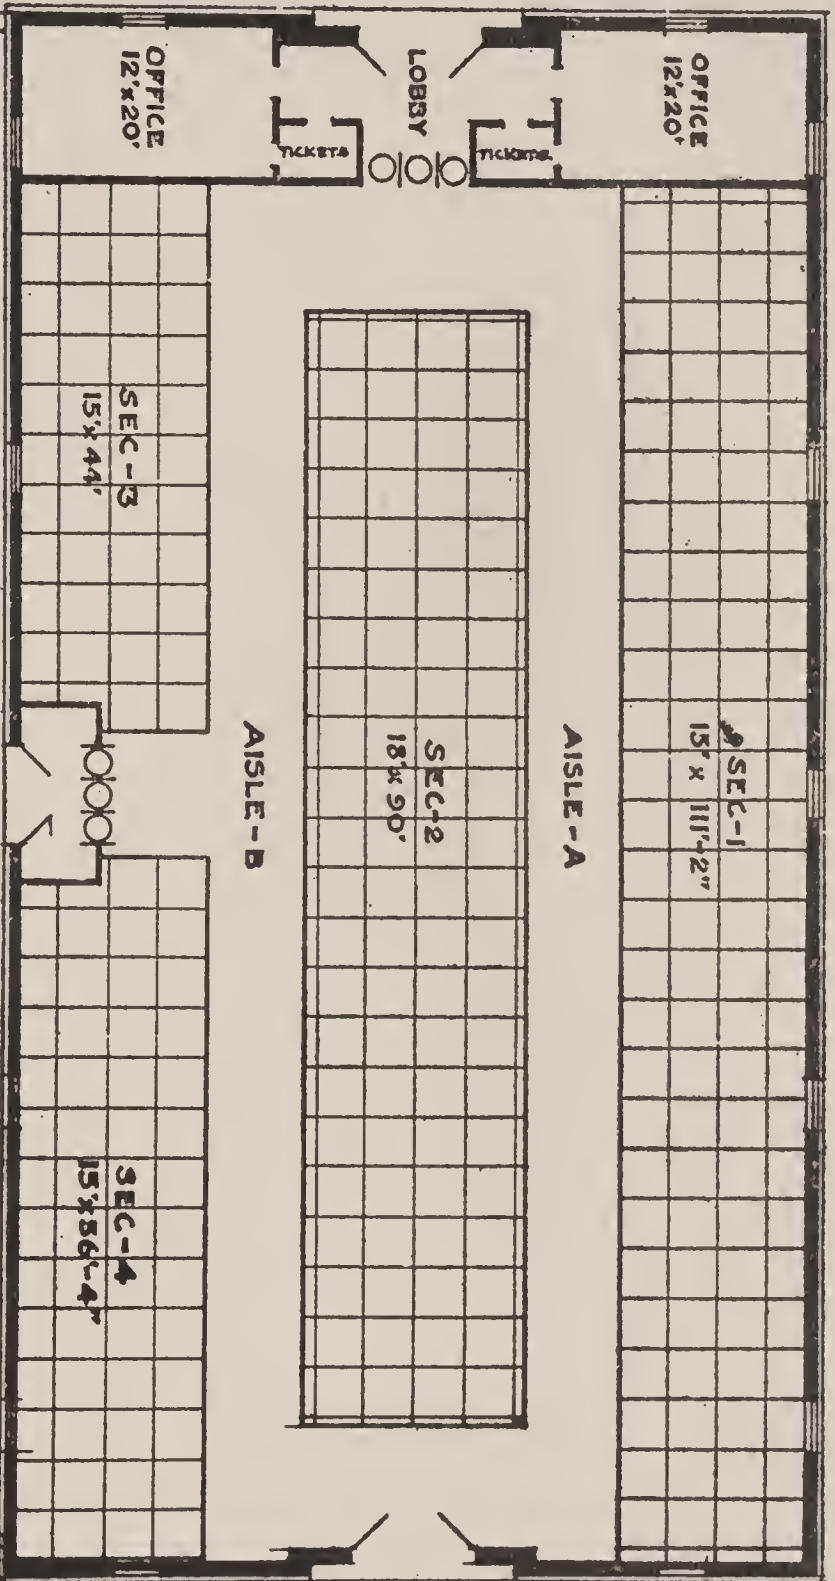 OFFICE
12'x20'
LOBBY
OFFICE
12'x20'
TICKETS
TICKETS
SEC-3
15'x44'
AISLE-B
SEC-2
18'x90'
AISLE-A
SEC-1
15' x 111'-2"
SEC-4
15'x56'-4"